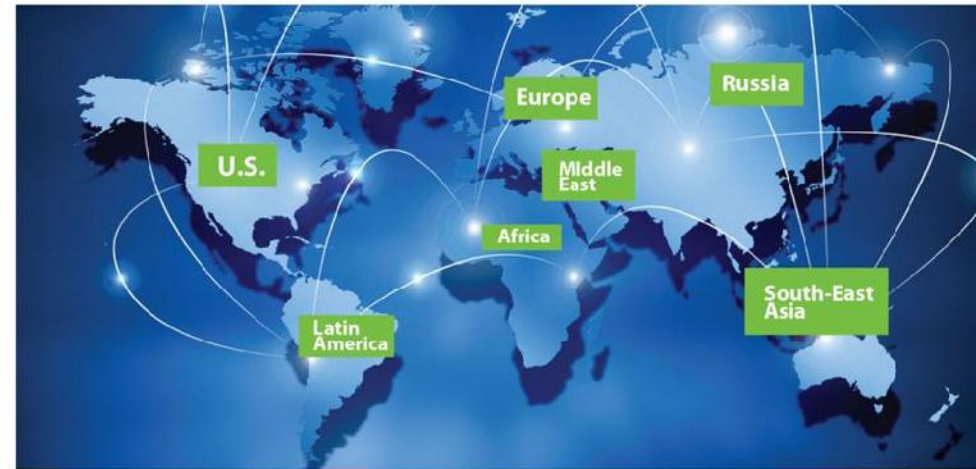 Europe
Russia
U.S.
MIddle
East
Africa
South-East
Asia
Latin
America